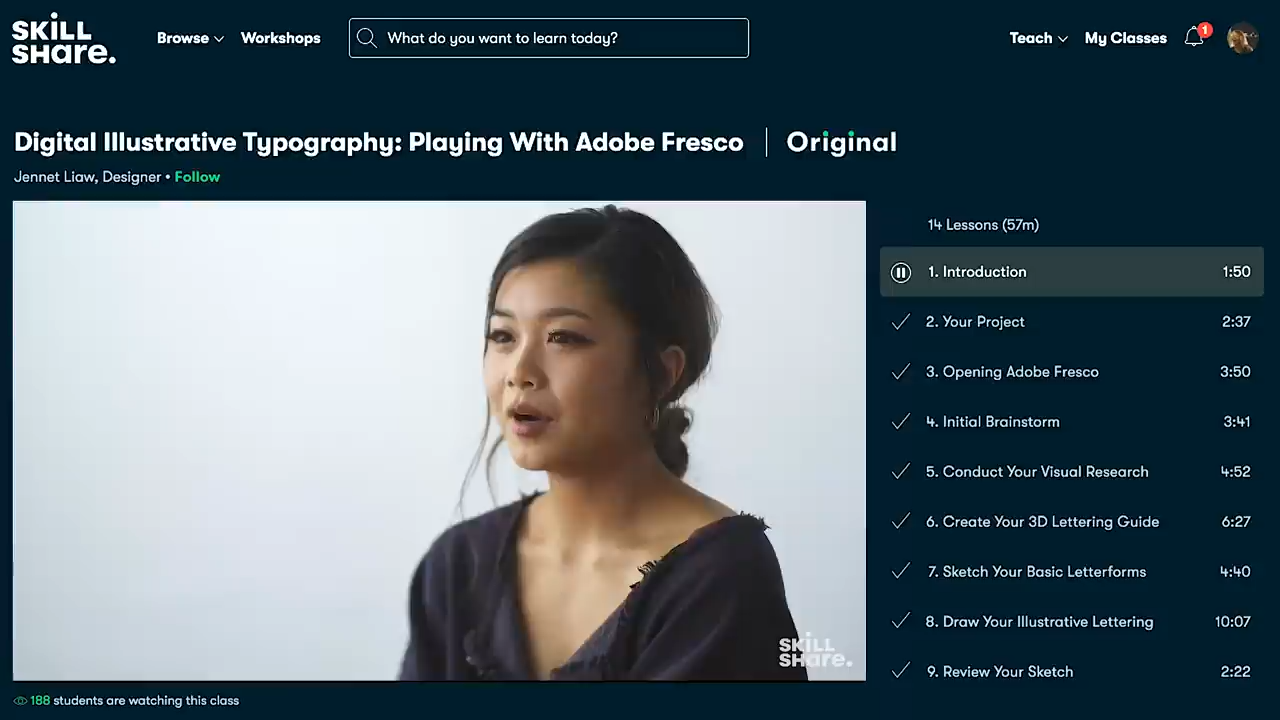 SKILL
SHare.
Browse
Workshops
What do you want to learn today?
Teach
My Classes
1
Digital Illustrative Typography: Playing With Adobe Fresco | Original
Jennet Liaw, Designer • Follow
14 Lessons (57m)
1. Introduction 1:50
2. Your Project 2:37
3. Opening Adobe Fresco 3:50
4. Initial Brainstorm 3:41
5. Conduct Your Visual Research 4:52
6. Create Your 3D Lettering Guide 6:27
7. Sketch Your Basic Letterforms 4:40
8. Draw Your Illustrative Lettering 10:07
9. Review Your Sketch 2:22
SKILL
SHare.
188 students are watching this class